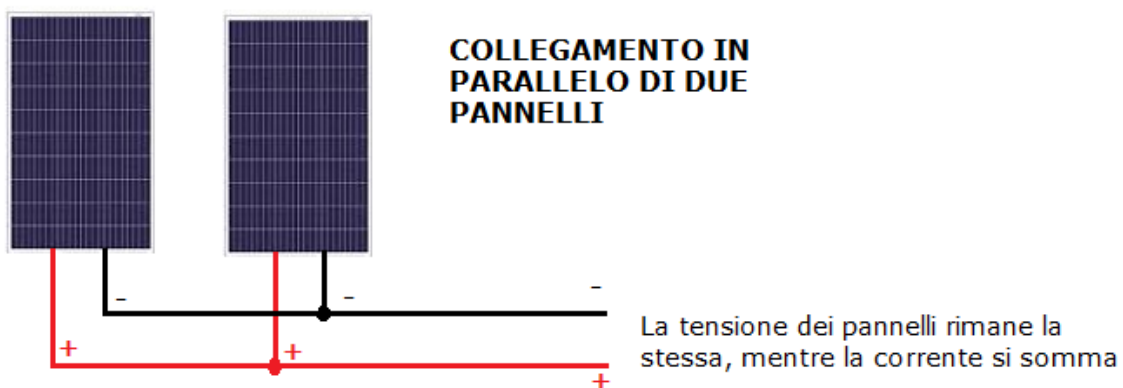 COLLEGAMENTO IN
PARALLELO DI DUE
PANNELLI
-
-
-
+
+
+
La tensione dei pannelli rimane la
stessa, mentre la corrente si somma